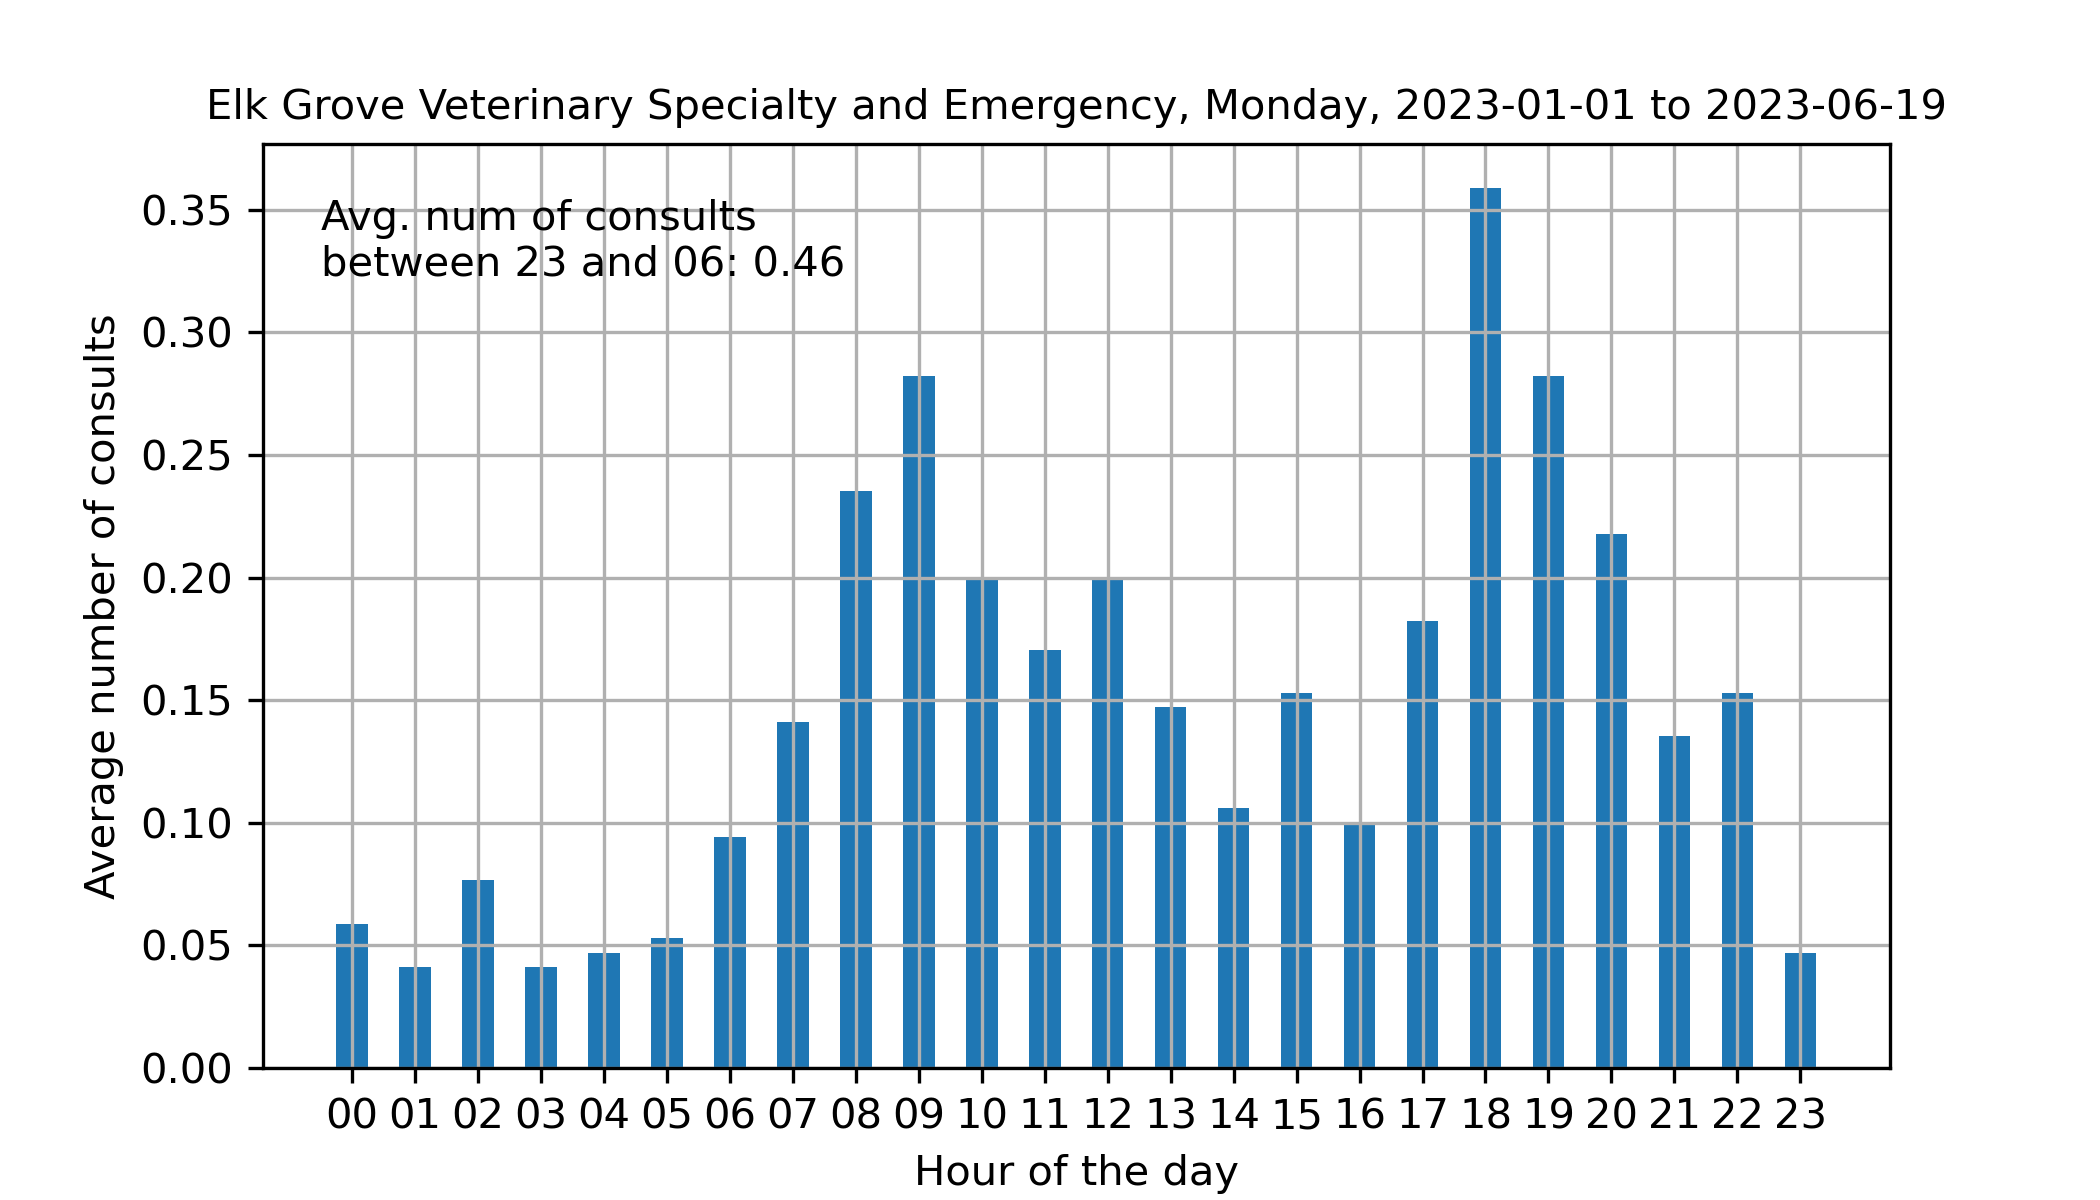 Elk Grove Veterinary Specialty and Emergency, Monday, 2023-01-01 to 2023-06-19
Avg. num of consults
between 23 and 06: 0.46
Average number of consults
0.35
0.30
0.25
0.20
0.15
0.10
0.05
0.00
00 01 02 03 04 05 06 07 08 09 10 11 12 13 14 15 16 17 18 19 20 21 22 23
Hour of the day